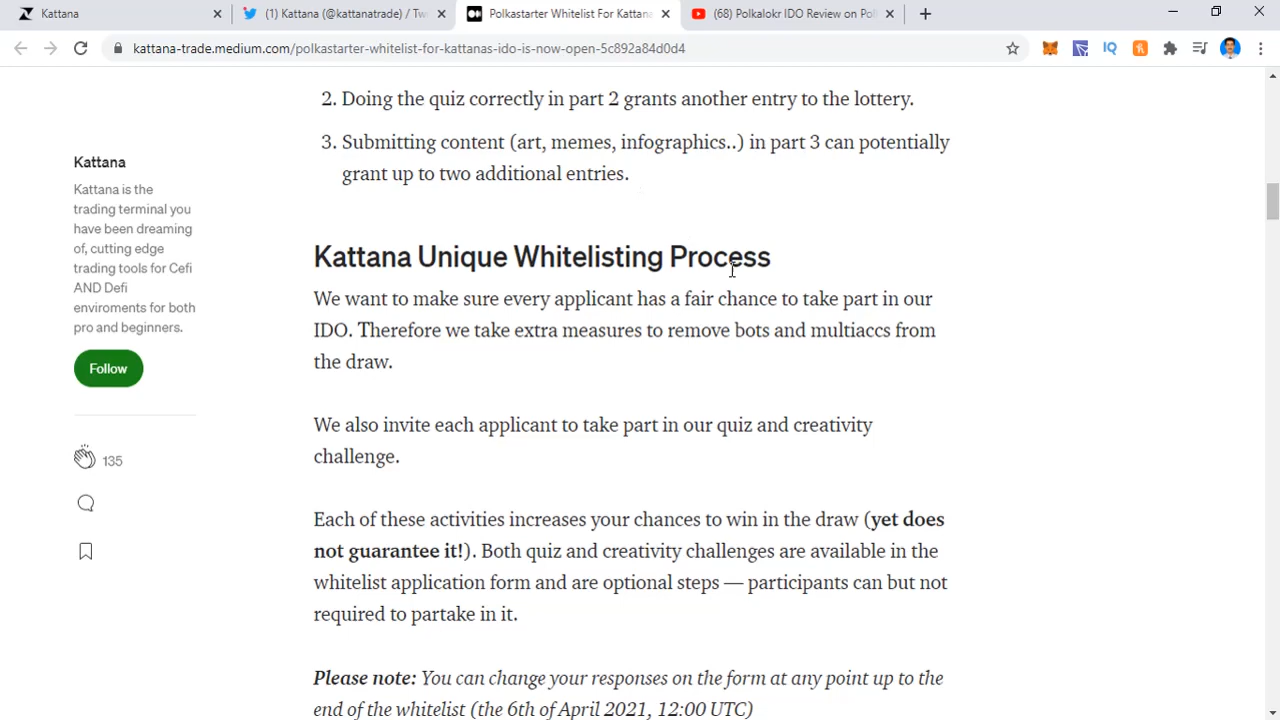 Kattana
(1) Kattana (@kattanatrade) / Tw
Polkastarter Whitelist For Kattana
(68) Polkalokr IDO Review on Pol
kattana-trade.medium.com/polkastarter-whitelist-for-kattanas-ido-is-now-open-5c892a84d0d4
IQ
2. Doing the quiz correctly in part 2 grants another entry to the lottery.
3. Submitting content (art, memes, infographics..) in part 3 can potentially
grant up to two additional entries.
Kattana
Kattana is the
trading terminal you
have been dreaming
of, cutting edge
trading tools for Cefi
AND Defi
enviroments for both
pro and beginners.
Follow
135
Kattana Unique Whitelisting Process
We want to make sure every applicant has a fair chance to take part in our
IDO. Therefore we take extra measures to remove bots and multiaccs from
the draw.
We also invite each applicant to take part in our quiz and creativity
challenge.
Each of these activities increases your chances to win in the draw (yet does
not guarantee it!). Both quiz and creativity challenges are available in the
whitelist application form and are optional steps — participants can but not
required to partake in it.
Please note: You can change your responses on the form at any point up to the
end of the whitelist (the 6th of April 2021, 12:00 UTC)